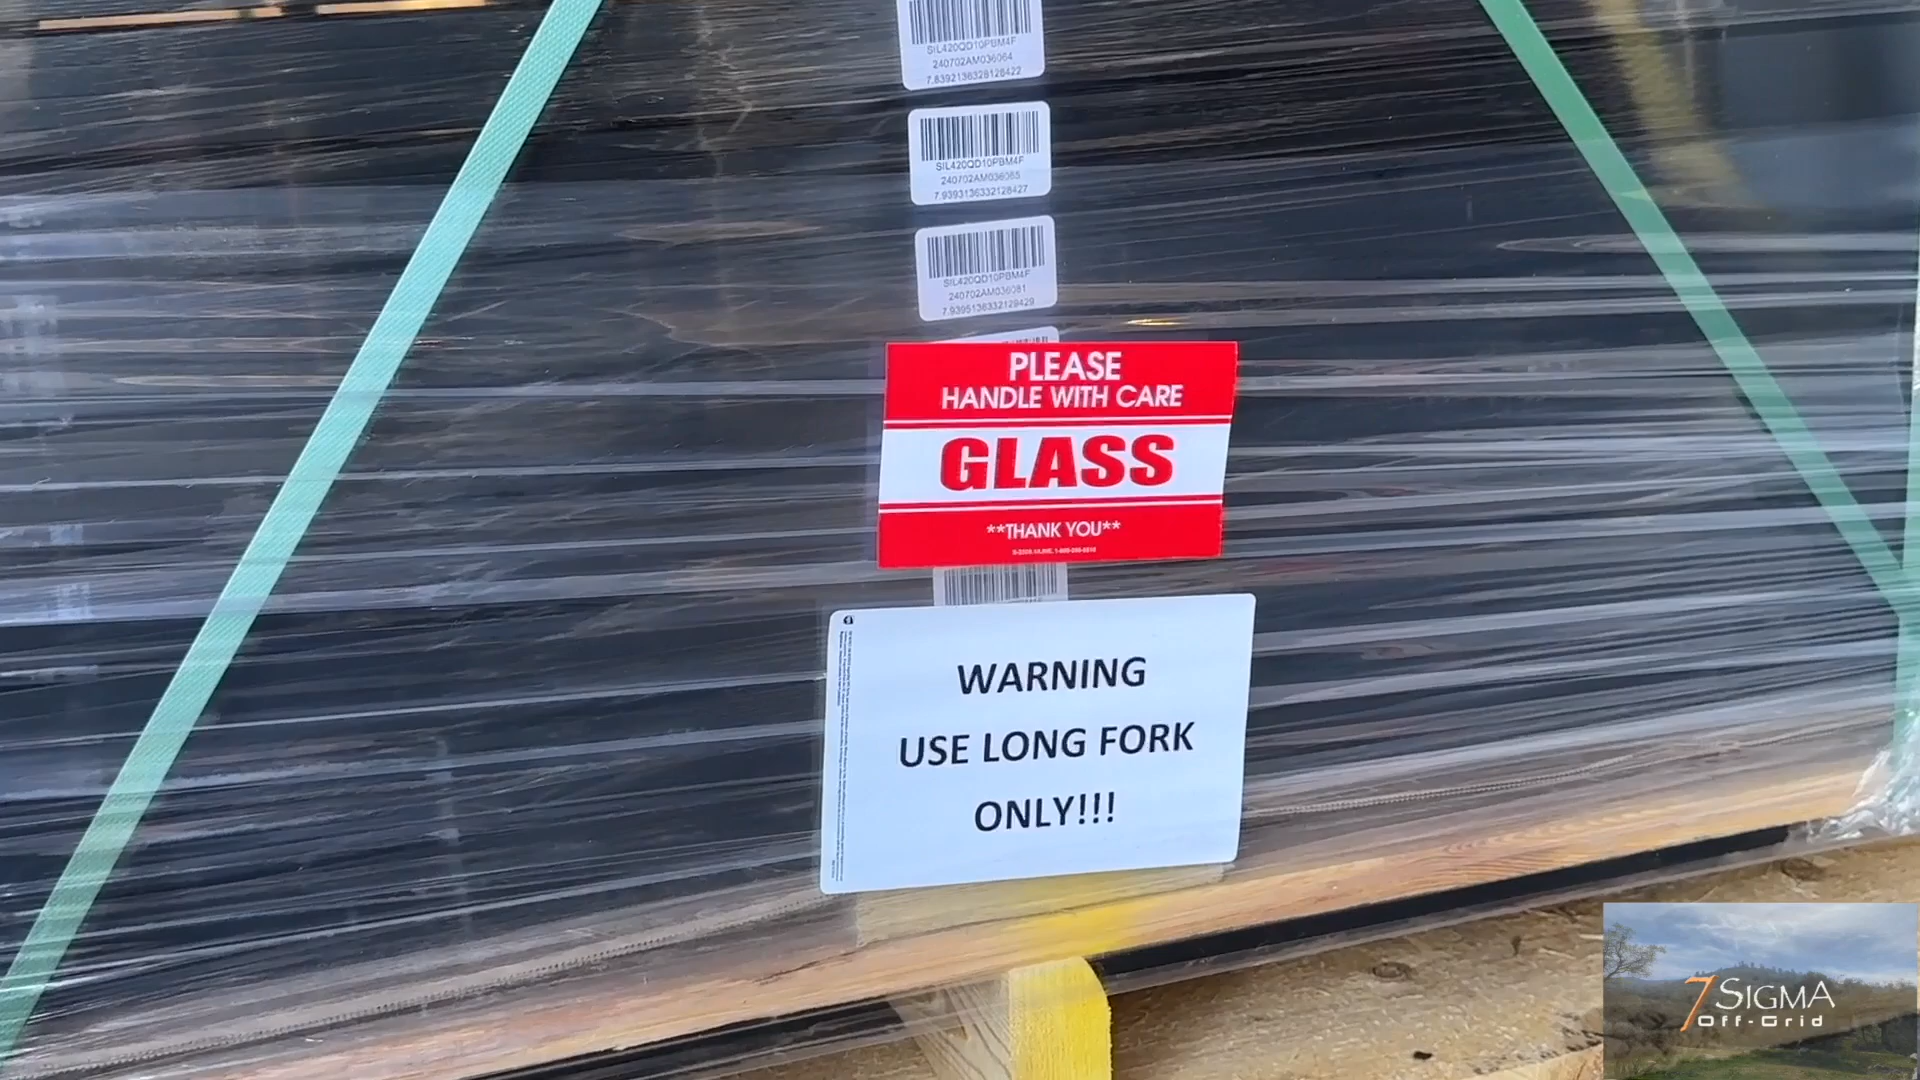 SIL420QD10PBM4F
240702AM036064
7.8392136328128422
SIL420QD10PBM4F
240702AM036065
7.9393136332128427
SIL420QD10PBM4F
240702AM036081
7.9395136332129429
PLEASE
HANDLE WITH CARE
GLASS
**THANK YOU**
WARNING
USE LONG FORK
ONLY!!!
7SIGMA
Off-Grid